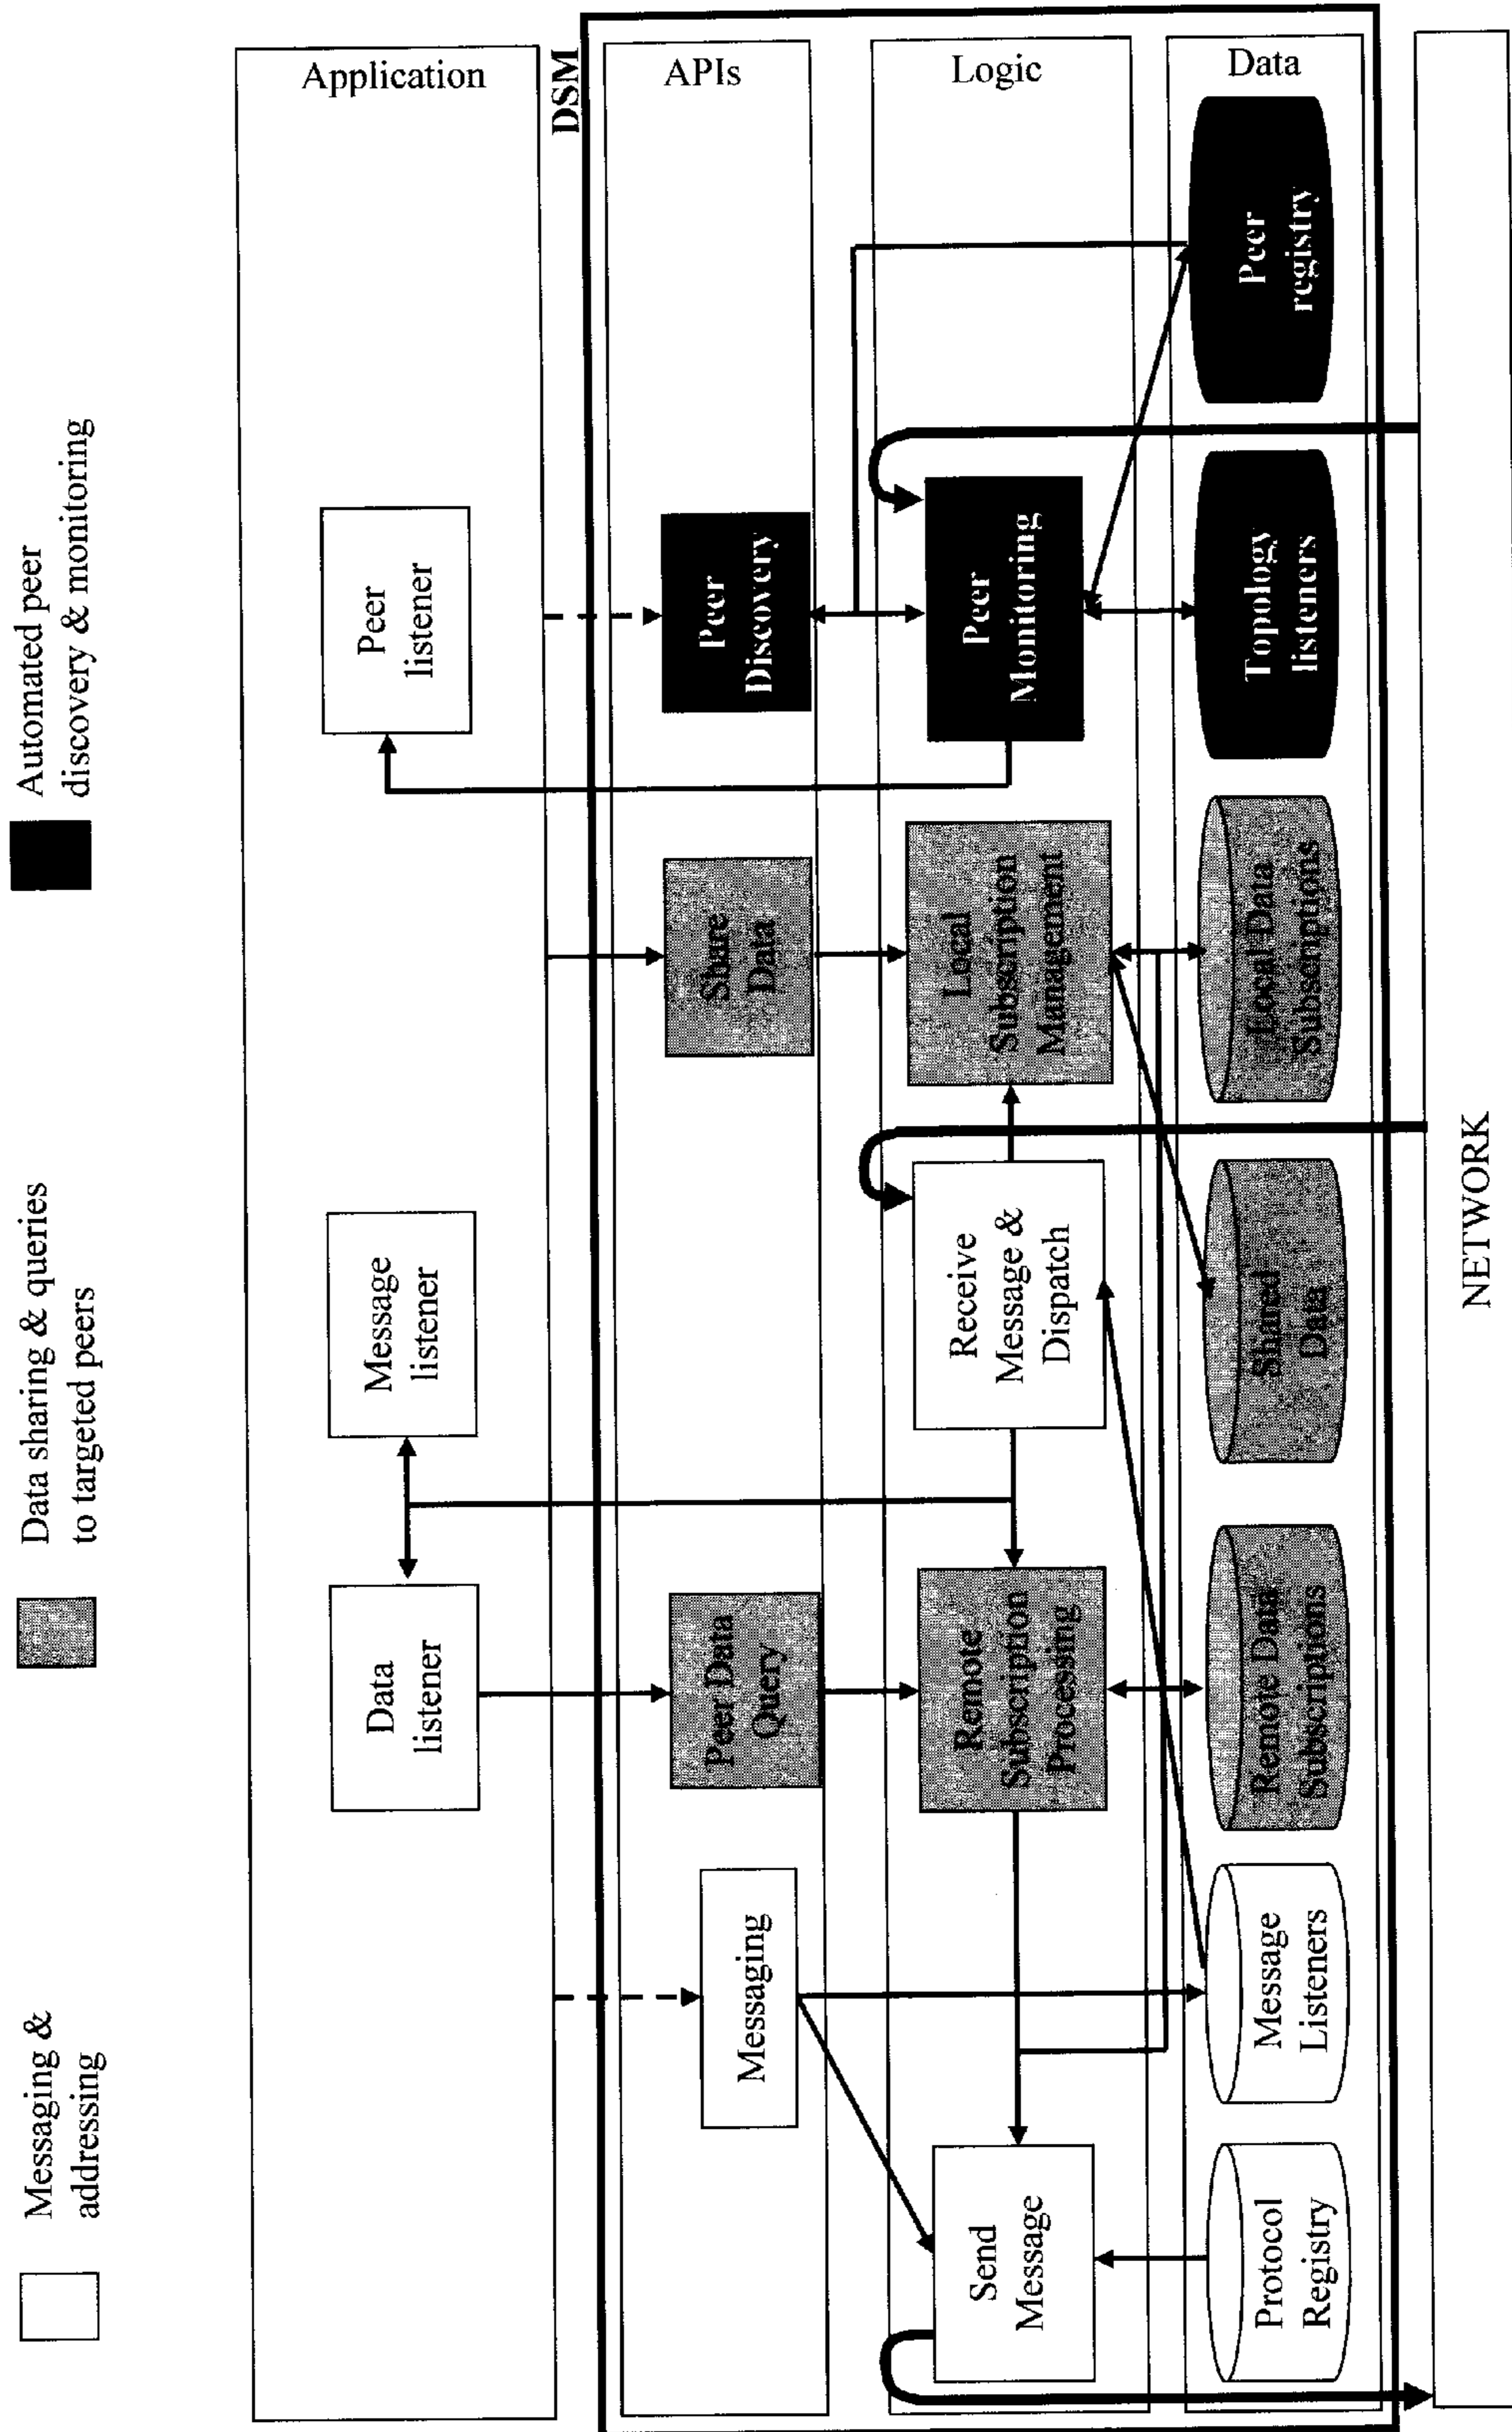 Messaging &
addressing
Data sharing & queries
to targeted peers
Automated peer
discovery & monitoring
Application
Data
listener
Message
listener
Peer
listener
DSM
APIs
Messaging
Peer Data
Query
Share
Data
Peer
Discovery
Logic
Send
Message
Remote
Subscription
Processing
Receive
Message &
Dispatch
Local
Subscription
Management
Peer
Monitoring
Data
Protocol
Registry
Message
Listeners
Remote Data
Subscriptions
Shared
Data
Local Data
Subscriptions
Topology
listeners
Peer
registry
NETWORK